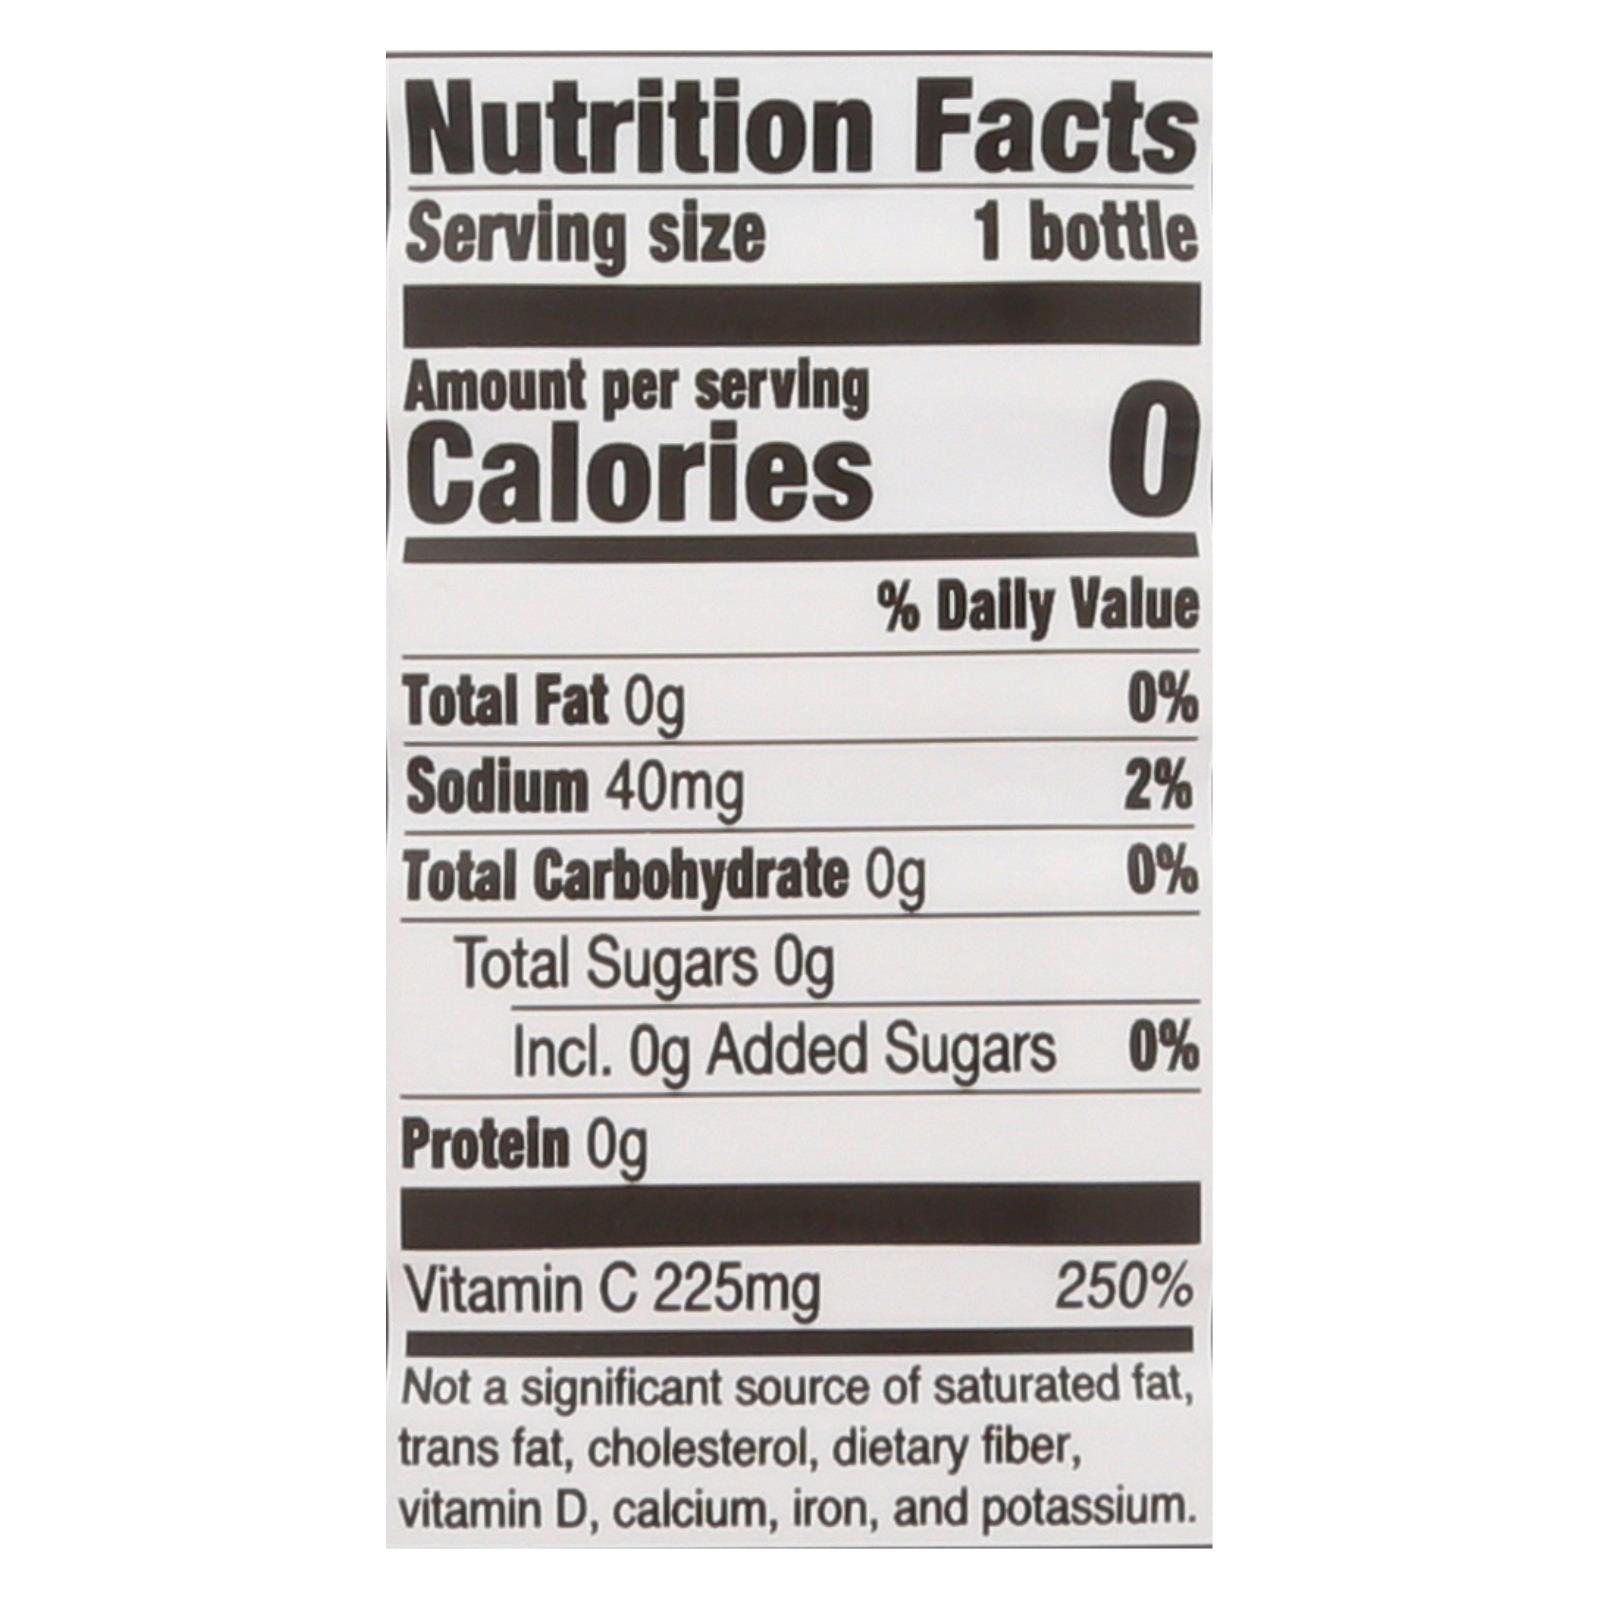 Nutrition Facts
Serving size 1 bottle
Amount per serving
Calories 0
% Daily Value
Total Fat 0g 0%
Sodium 40mg 2%
Total Carbohydrate 0g 0%
Total Sugars 0g
Incl. 0g Added Sugars 0%
Protein 0g
Vitamin C 225mg 250%
Not a significant source of saturated fat,
trans fat, cholesterol, dietary fiber,
vitamin D, calcium, iron, and potassium.